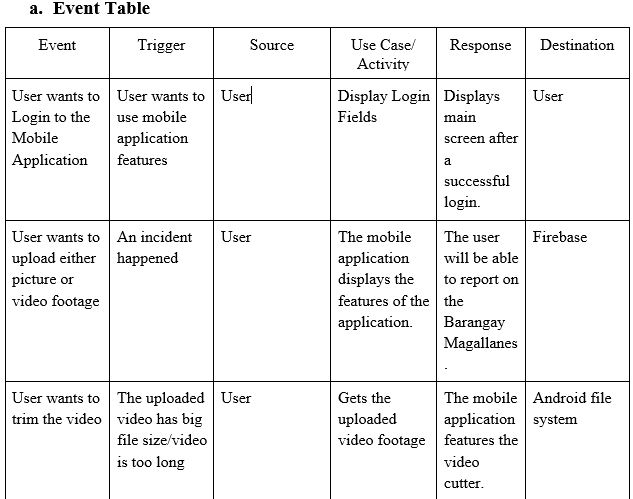 a. Event Table
Event
Trigger
Source
Use Case/
Activity
Response
Destination
User wants to
Login to the
Mobile
Application
User wants to
use mobile
application
features
User
Display Login
Fields
Displays
main
screen after
a
successful
login.
User
User wants to
upload either
picture or
video footage
An incident
happened
User
The mobile
application
displays the
features of the
application.
The user
will be able
to report on
the
Barangay
Magallanes
.
Firebase
User wants to
trim the video
The uploaded
video has big
file size/video
is too long
User
Gets the
uploaded
video footage
The mobile
application
features the
video
cutter.
Android file
system